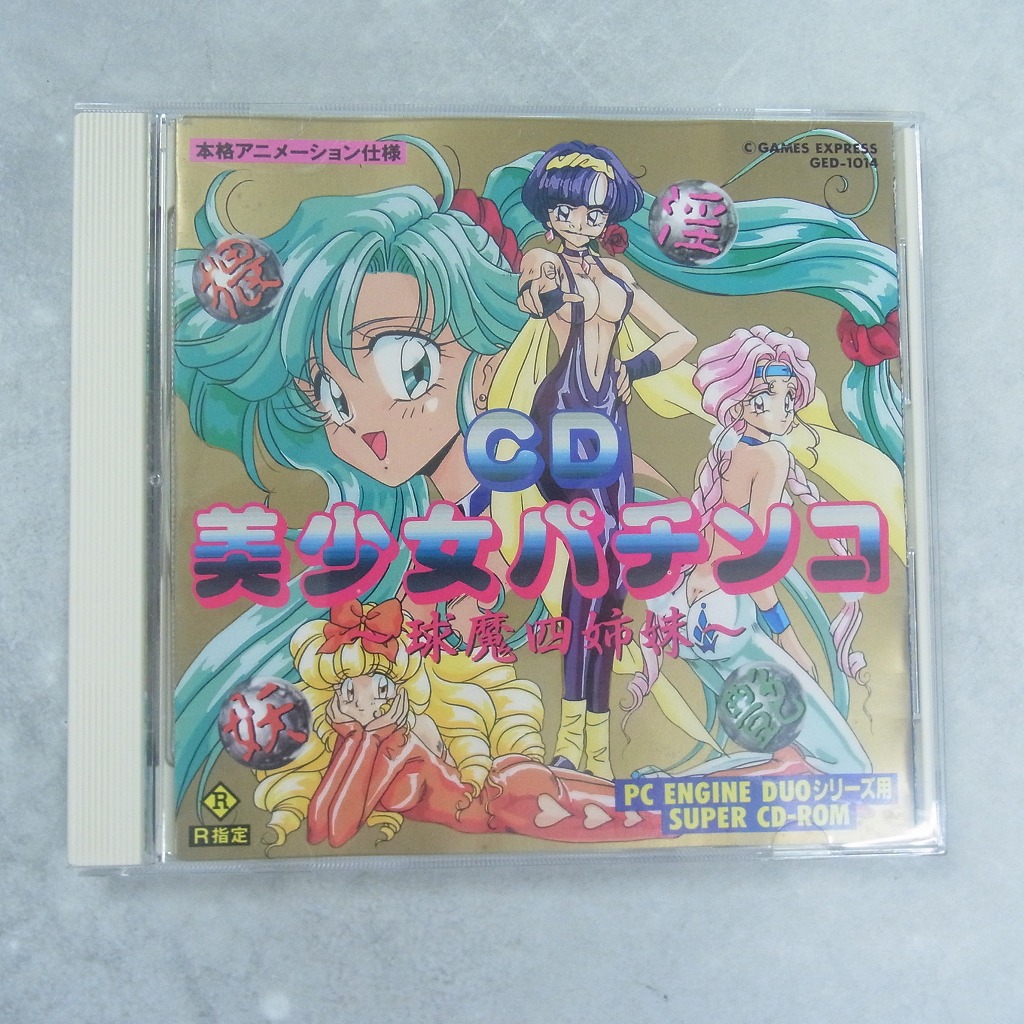 本格アニメーション仕様
© GAMES EXPRESS
GED-1014
猥
淫
CD
美少女パチンコ
～球魔四姉妹～
妖
艶
R
R指定
PC ENGINE DUOシリーズ用
SUPER CD-ROM